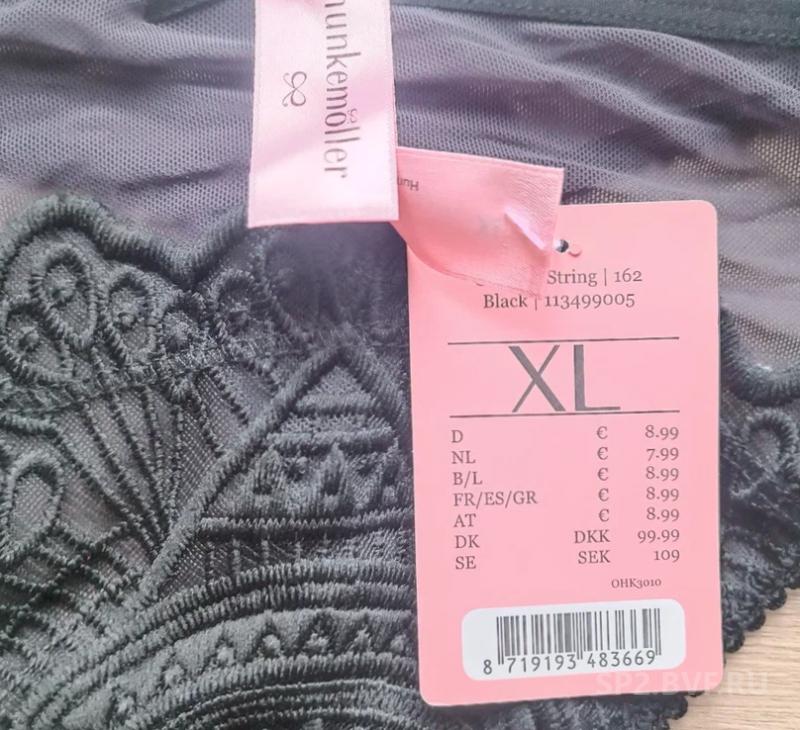 hunkemöller
Hun
String | 162
Black | 113499005
XL
D € 8.99
NL € 7.99
B/L € 8.99
FR/ES/GR € 8.99
AT € 8.99
DK DKK 99.99
SE SEK 109
OHK3010
8 719193 483669
SP2.BVF.RU